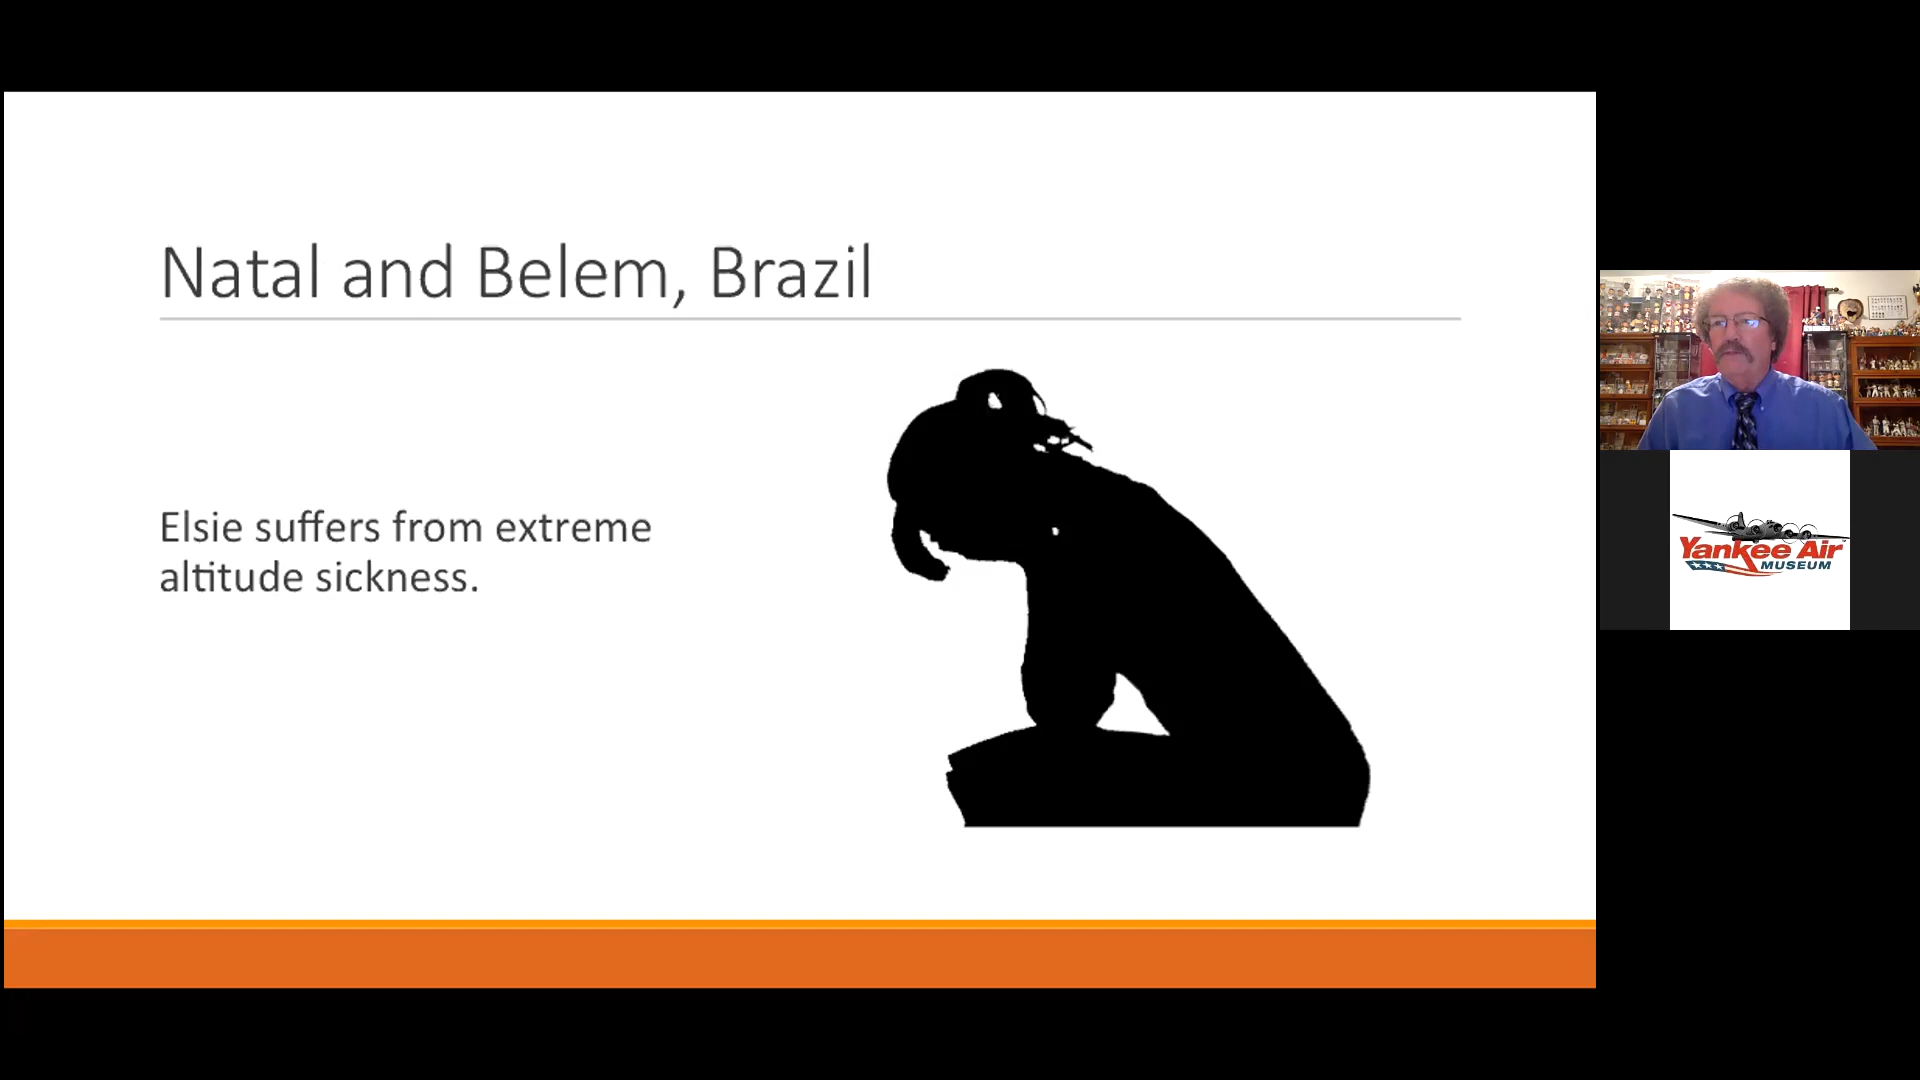 Natal and Belem, Brazil
Elsie suffers from extreme
altitude sickness.
Yankee Air
MUSEUM